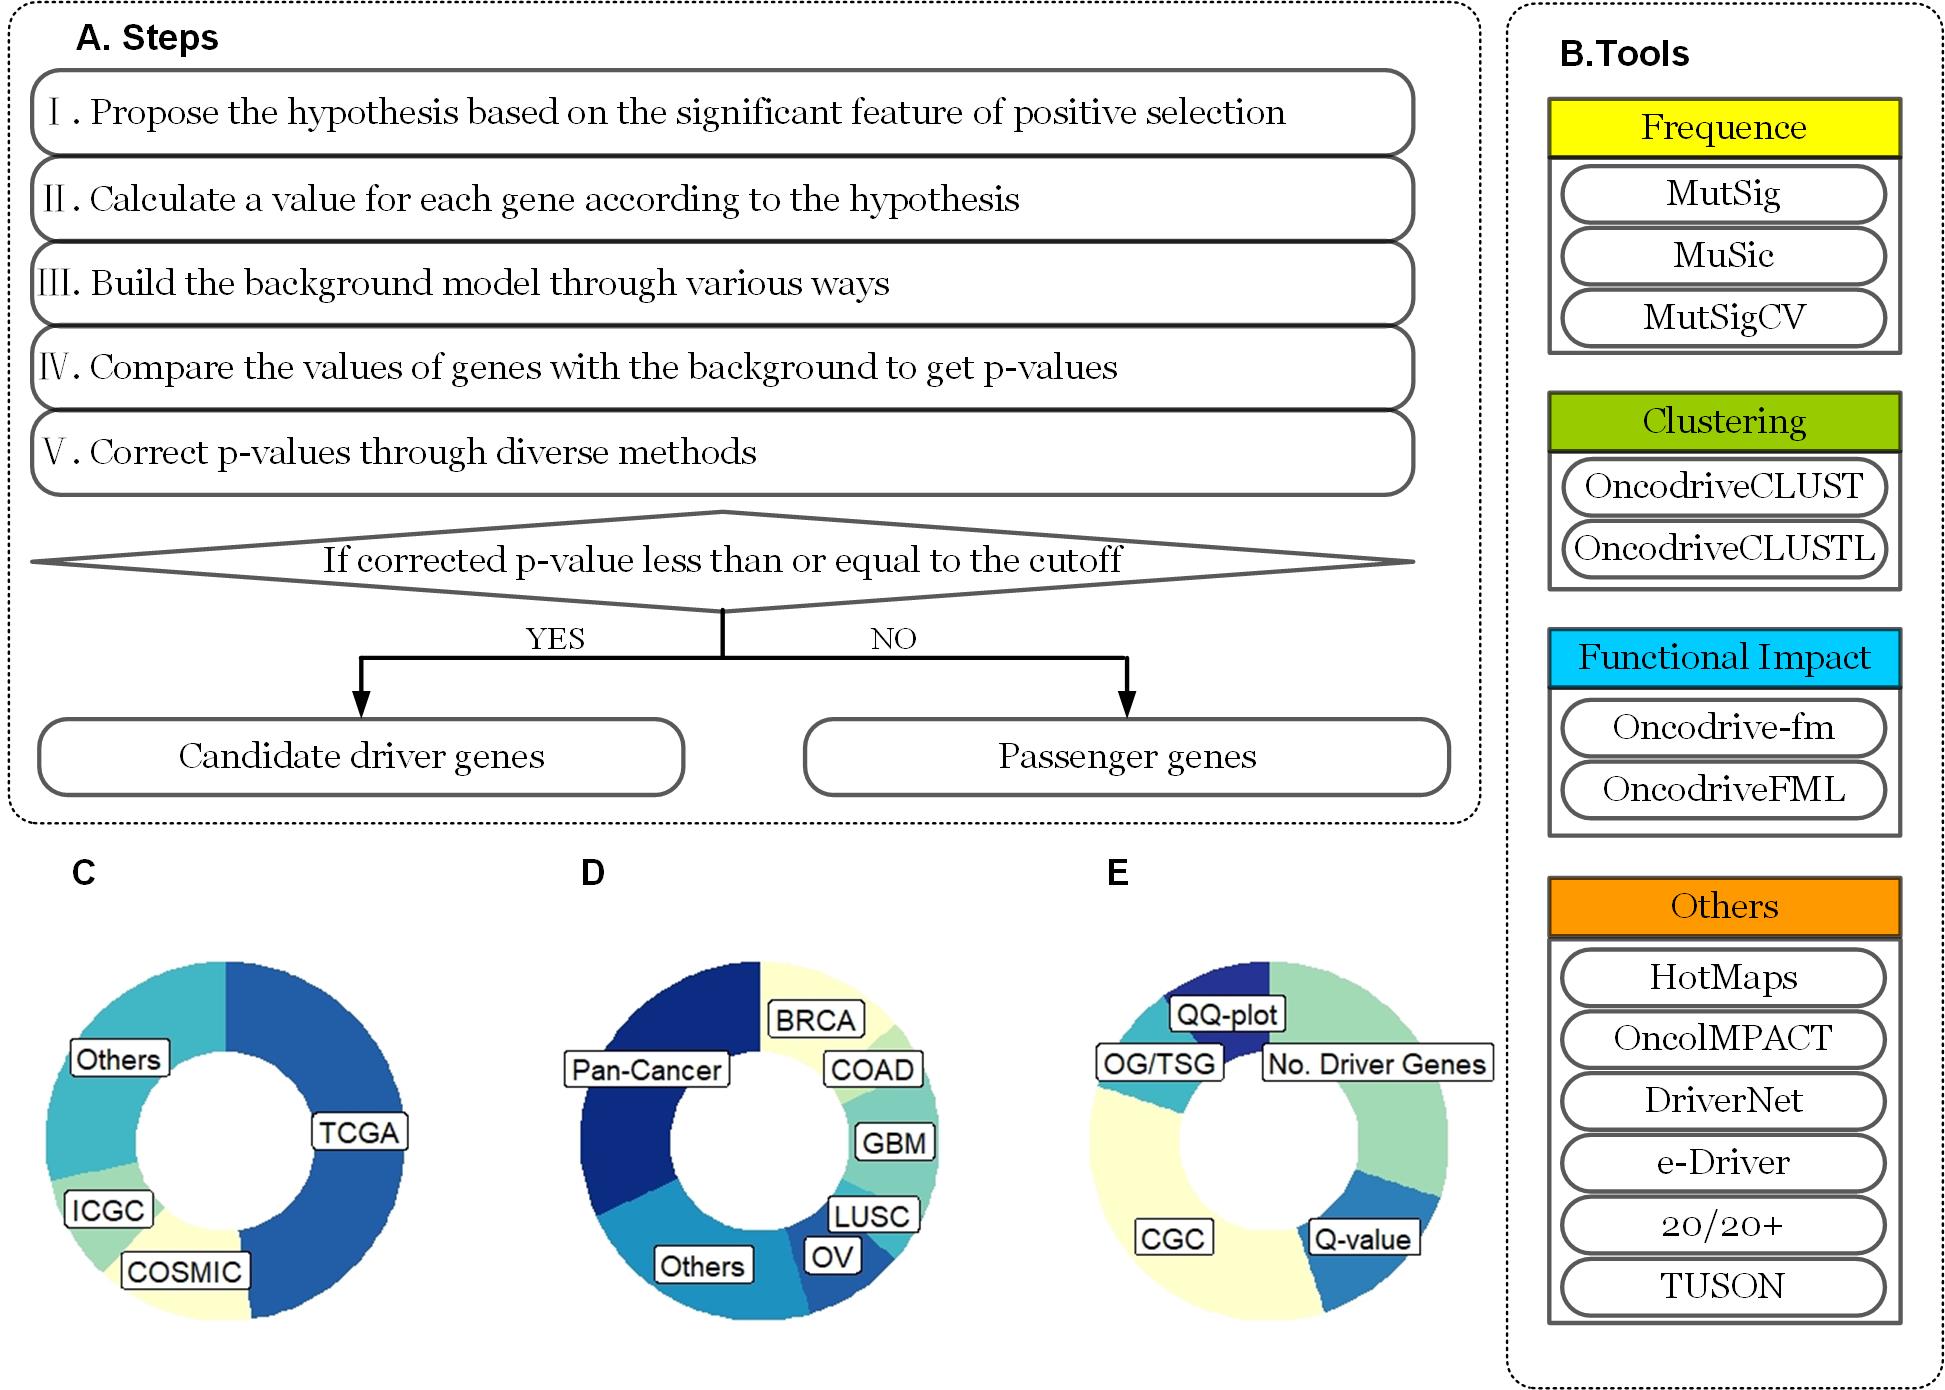 A. Steps
Ⅰ. Propose the hypothesis based on the significant feature of positive selection
Ⅱ. Calculate a value for each gene according to the hypothesis
Ⅲ. Build the background model through various ways
Ⅳ. Compare the values of genes with the background to get p-values
Ⅴ. Correct p-values through diverse methods
If corrected p-value less than or equal to the cutoff
YES
NO
Candidate driver genes
Passenger genes
B.Tools
Frequence
MutSig
MuSic
MutSigCV
Clustering
OncodriveCLUST
OncodriveCLUSTL
Functional Impact
Oncodrive-fm
OncodriveFML
Others
HotMaps
OncolMPACT
DriverNet
e-Driver
20/20+
TUSON
C
Others
TCGA
ICGC
COSMIC
D
BRCA
Pan-Cancer
COAD
GBM
LUSC
OV
Others
E
QQ-plot
OG/TSG
No. Driver Genes
CGC
Q-value